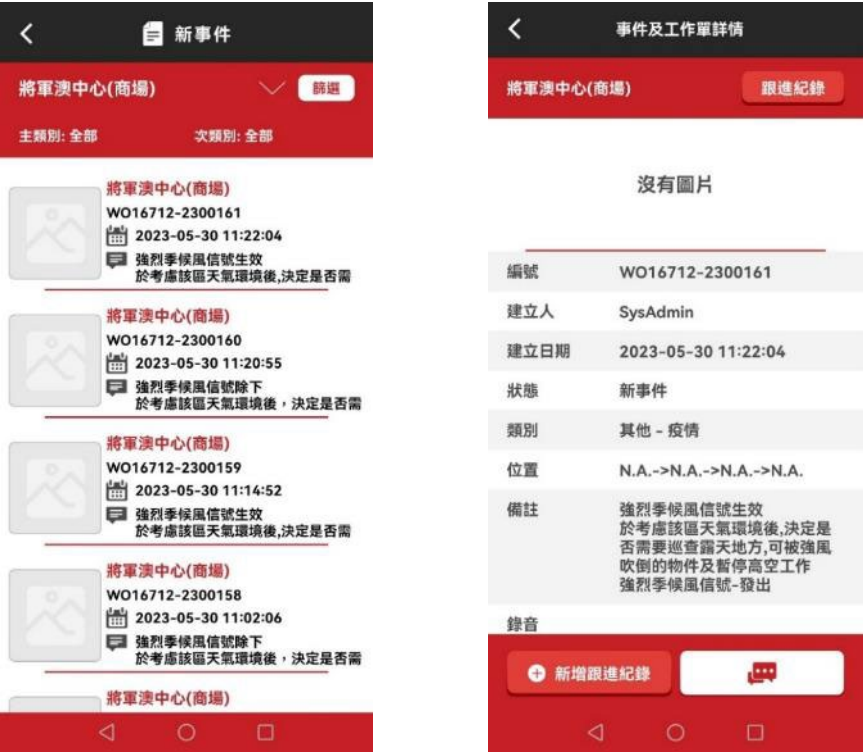 新事件
將軍澳中心(商場)
篩選
主類別: 全部
次類別: 全部
將軍澳中心(商場)
WO16712-2300161
2023-05-30 11:22:04
強烈季候風信號生效
於考慮該區天氣環境後,決定是否需
將軍澳中心(商場)
WO16712-2300160
2023-05-30 11:20:55
強烈季候風信號除下
於考慮該區天氣環境後，決定是否需
將軍澳中心(商場)
WO16712-2300159
2023-05-30 11:14:52
強烈季候風信號生效
於考慮該區天氣環境後,決定是否需
將軍澳中心(商場)
WO16712-2300158
2023-05-30 11:02:06
強烈季候風信號除下
於考慮該區天氣環境後，決定是否需
將軍澳中心(商場)
事件及工作單詳情
將軍澳中心(商場)
跟進紀錄
沒有圖片
編號 WO16712-2300161
建立人 SysAdmin
建立日期 2023-05-30 11:22:04
狀態 新事件
類別 其他 - 疫情
位置 N.A.->N.A.->N.A.->N.A.
備註 強烈季候風信號生效
於考慮該區天氣環境後,決定是
否需要巡查露天地方,可被強風
吹倒的物件及暫停高空工作
強烈季候風信號-發出
錄音
新增跟進紀錄